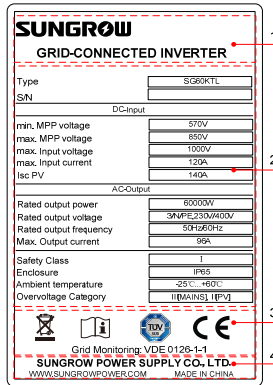 SUNGROW
GRID-CONNECTED INVERTER
1
Type SG60KTL
S/N
DC-Input
min. MPP voltage 570V
max. MPP voltage 850V
max. Input voltage 1000V
max. Input current 120A
Isc PV 140A
2
AC-Output
Rated output power 60000W
Rated output voltage 3/N/PE,230V/400V
Rated output frequency 50Hz/60Hz
Max. Output current 96A
Safety Class I
Enclosure IP65
Ambient temperature -25℃...+60℃
Overvoltage Category III[MAINS], II[PV]
TÜV CE
3
Grid Monitoring: VDE 0126-1-1
SUNGROW POWER SUPPLY CO., LTD.
4
WWW.SUNGROWPOWER.COM MADE IN CHINA